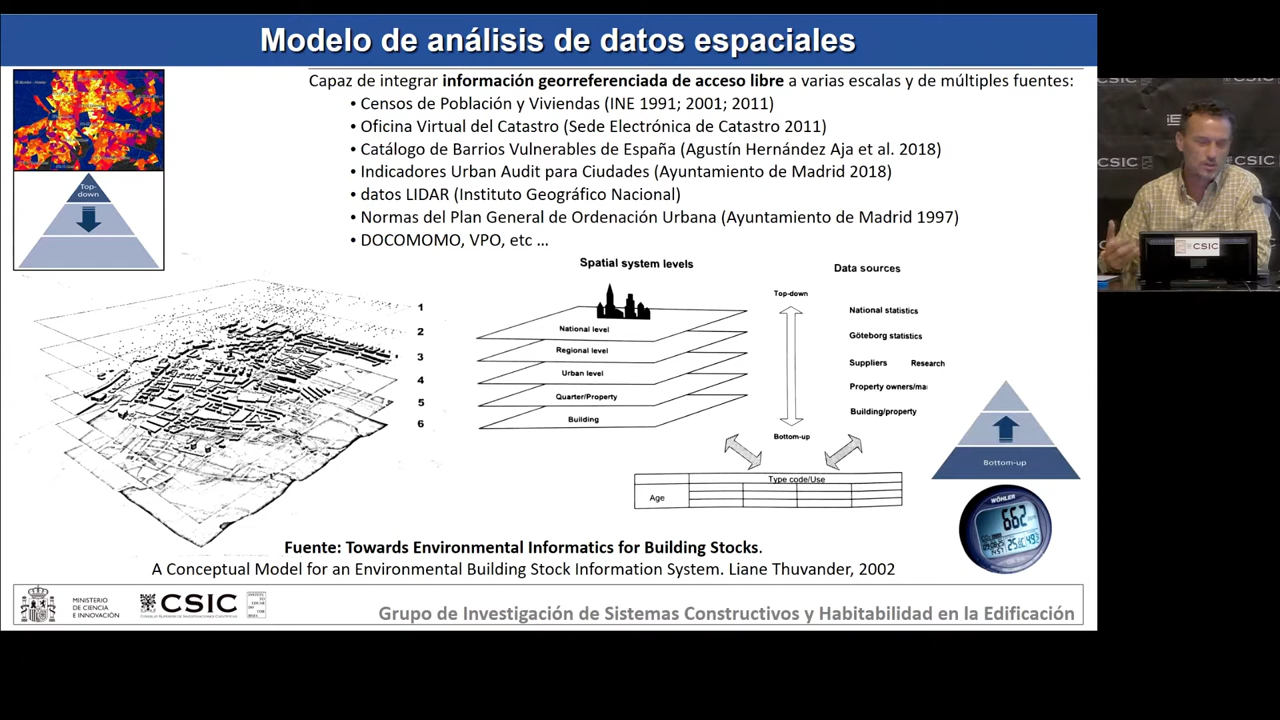 Modelo de análisis de datos espaciales
Capaz de integrar información georreferenciada de acceso libre a varias escalas y de múltiples fuentes:
• Censos de Población y Viviendas (INE 1991; 2001; 2011)
• Oficina Virtual del Catastro (Sede Electrónica de Catastro 2011)
• Catálogo de Barrios Vulnerables de España (Agustín Hernández Aja et al. 2018)
• Indicadores Urban Audit para Ciudades (Ayuntamiento de Madrid 2018)
• datos LIDAR (Instituto Geográfico Nacional)
• Normas del Plan General de Ordenación Urbana (Ayuntamiento de Madrid 1997)
• DOCOMOMO, VPO, etc ...
Top-
down
1
2
3
4
5
6
Spatial system levels
National level
Regional level
Urban level
Quarter/Property
Building
Data sources
Top-down
National statistics
Göteborg statistics
Suppliers Research
Property owners/ma
Building/property
Bottom-up
Type code/Use
Age
Bottom-up
WÖHLER
662
Fuente: Towards Environmental Informatics for Building Stocks.
A Conceptual Model for an Environmental Building Stock Information System. Liane Thuvander, 2002
MINISTERIO
DE CIENCIA
E INNOVACIÓN
CSIC
CONSEJO SUPERIOR DE INVESTIGACIONES CIENTÍFICAS
Grupo de Investigación de Sistemas Constructivos y Habitabilidad en la Edificación
CSIC
CSIC
CSIC
CSIC